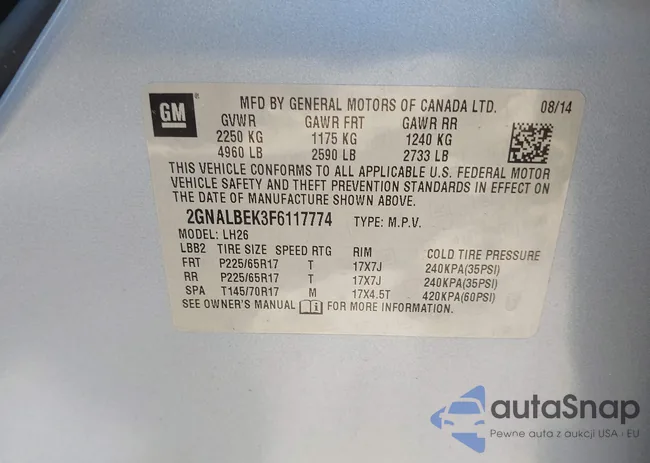 GM ® MFD BY GENERAL MOTORS OF CANADA LTD. 08/14
GVWR GAWR FRT GAWR RR
2250 KG 1175 KG 1240 KG
4960 LB 2590 LB 2733 LB
THIS VEHICLE CONFORMS TO ALL APPLICABLE U.S. FEDERAL MOTOR
VEHICLE SAFETY AND THEFT PREVENTION STANDARDS IN EFFECT ON
THE DATE OF MANUFACTURE SHOWN ABOVE.
2GNALBEK3F6117774 TYPE: M.P.V.
MODEL: LH26
LBB2 TIRE SIZE SPEED RTG RIM COLD TIRE PRESSURE
FRT P225/65R17 T 17X7J 240KPA(35PSI)
RR P225/65R17 T 17X7J 240KPA(35PSI)
SPA T145/70R17 M 17X4.5T 420KPA(60PSI)
SEE OWNER'S MANUAL i FOR MORE INFORMATION.
autaSnap
Pewne auta z aukcji USA - EU